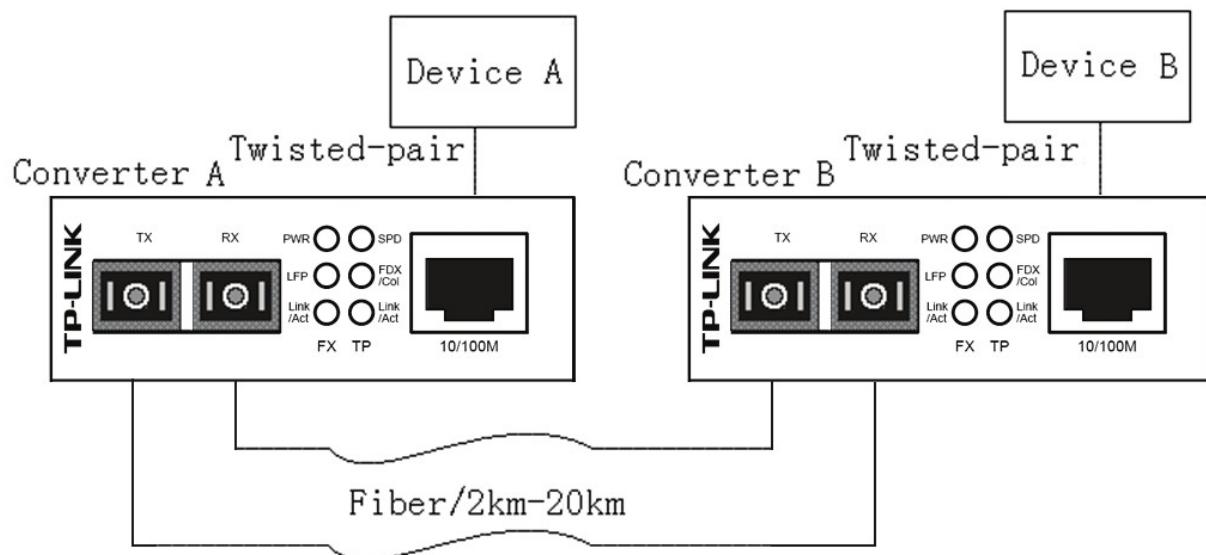 Device A
Device B
Twisted-pair
Twisted-pair
Converter A
Converter B
TP-LINK
TX RX
PWR SPD
LFP FDX
/Col
Link
/Act
Link
/Act
FX TP
10/100M
TP-LINK
TX RX
PWR SPD
LFP FDX
/Col
Link
/Act
Link
/Act
FX TP
10/100M
Fiber/2km-20km